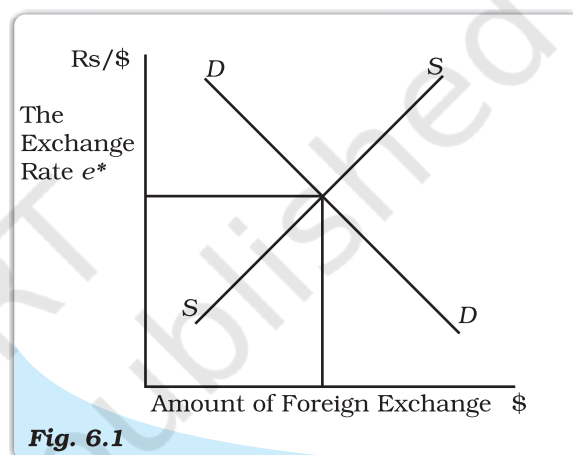 Rs/$
D
S
The
Exchange
Rate e*
S
D
Amount of Foreign Exchange $
Fig. 6.1